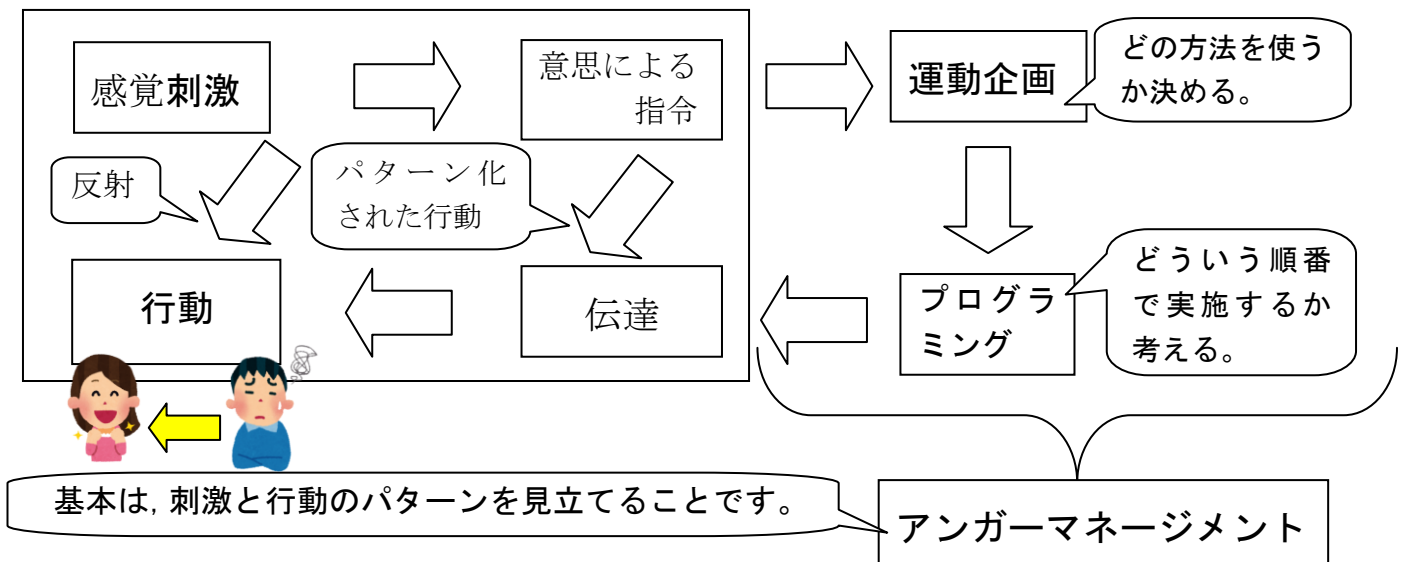 感覚刺激
意思による
指令
運動企画
どの方法を使う
か決める。
反射
パターン化
された行動
行動
伝達
プログラ
ミング
どういう順番
で実施するか
考える。
基本は,刺激と行動のパターンを見立てることです。
アンガーマネージメント